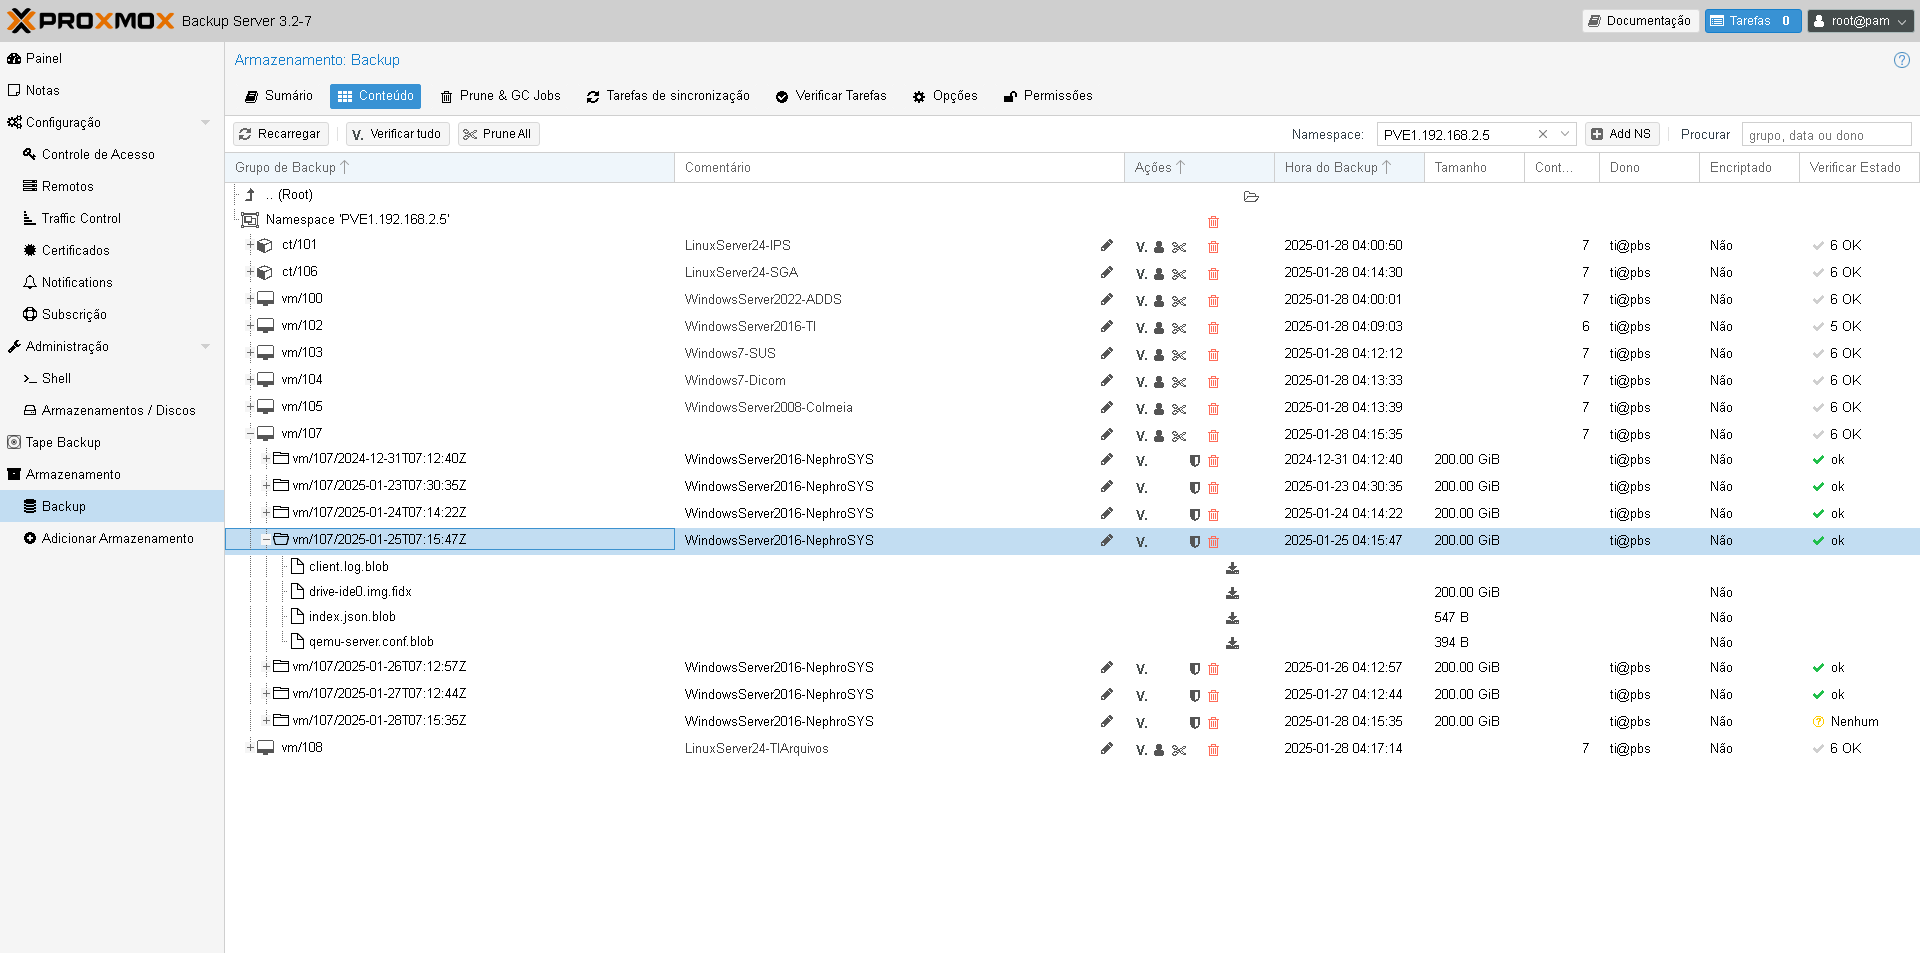 PROXMOX Backup Server 3.2-7
Documentação
Tarefas 0
root@pam
Painel
Notas
Configuração
Controle de Acesso
Remotos
Traffic Control
Certificados
Notifications
Subscrição
Administração
Shell
Armazenamentos / Discos
Tape Backup
Armazenamento
Backup
Adicionar Armazenamento
Armazenamento: Backup
Sumário Conteúdo Prune & GC Jobs Tarefas de sincronização Verificar Tarefas Opções Permissões
Recarregar V. Verificar tudo Prune All Namespace: PVE1.192.168.2.5 Add NS Procurar grupo, data ou dono
Grupo de Backup Comentário Ações Hora do Backup Tamanho Cont... Dono Encriptado Verificar Estado
.. (Root)
Namespace 'PVE1.192.168.2.5'
ct/101 LinuxServer24-IPS V. 2025-01-28 04:00:50 7 ti@pbs Não 6 OK
ct/106 LinuxServer24-SGA V. 2025-01-28 04:14:30 7 ti@pbs Não 6 OK
vm/100 WindowsServer2022-ADDS V. 2025-01-28 04:00:01 7 ti@pbs Não 6 OK
vm/102 WindowsServer2016-TI V. 2025-01-28 04:09:03 6 ti@pbs Não 5 OK
vm/103 Windows7-SUS V. 2025-01-28 04:12:12 7 ti@pbs Não 6 OK
vm/104 Windows7-Dicom V. 2025-01-28 04:13:33 7 ti@pbs Não 6 OK
vm/105 WindowsServer2008-Colmeia V. 2025-01-28 04:13:39 7 ti@pbs Não 6 OK
vm/107 V. 2025-01-28 04:15:35 7 ti@pbs Não 6 OK
vm/107/2024-12-31T07:12:40Z WindowsServer2016-NephroSYS V. 2024-12-31 04:12:40 200.00 GiB ti@pbs Não ok
vm/107/2025-01-23T07:30:35Z WindowsServer2016-NephroSYS V. 2025-01-23 04:30:35 200.00 GiB ti@pbs Não ok
vm/107/2025-01-24T07:14:22Z WindowsServer2016-NephroSYS V. 2025-01-24 04:14:22 200.00 GiB ti@pbs Não ok
vm/107/2025-01-25T07:15:47Z WindowsServer2016-NephroSYS V. 2025-01-25 04:15:47 200.00 GiB ti@pbs Não ok
client.log.blob
drive-ide0.img.fidx 200.00 GiB Não
index.json.blob 547 B Não
qemu-server.conf.blob 394 B Não
vm/107/2025-01-26T07:12:57Z WindowsServer2016-NephroSYS V. 2025-01-26 04:12:57 200.00 GiB ti@pbs Não ok
vm/107/2025-01-27T07:12:44Z WindowsServer2016-NephroSYS V. 2025-01-27 04:12:44 200.00 GiB ti@pbs Não ok
vm/107/2025-01-28T07:15:35Z WindowsServer2016-NephroSYS V. 2025-01-28 04:15:35 200.00 GiB ti@pbs Não Nenhum
vm/108 LinuxServer24-TIArquivos V. 2025-01-28 04:17:14 7 ti@pbs Não 6 OK